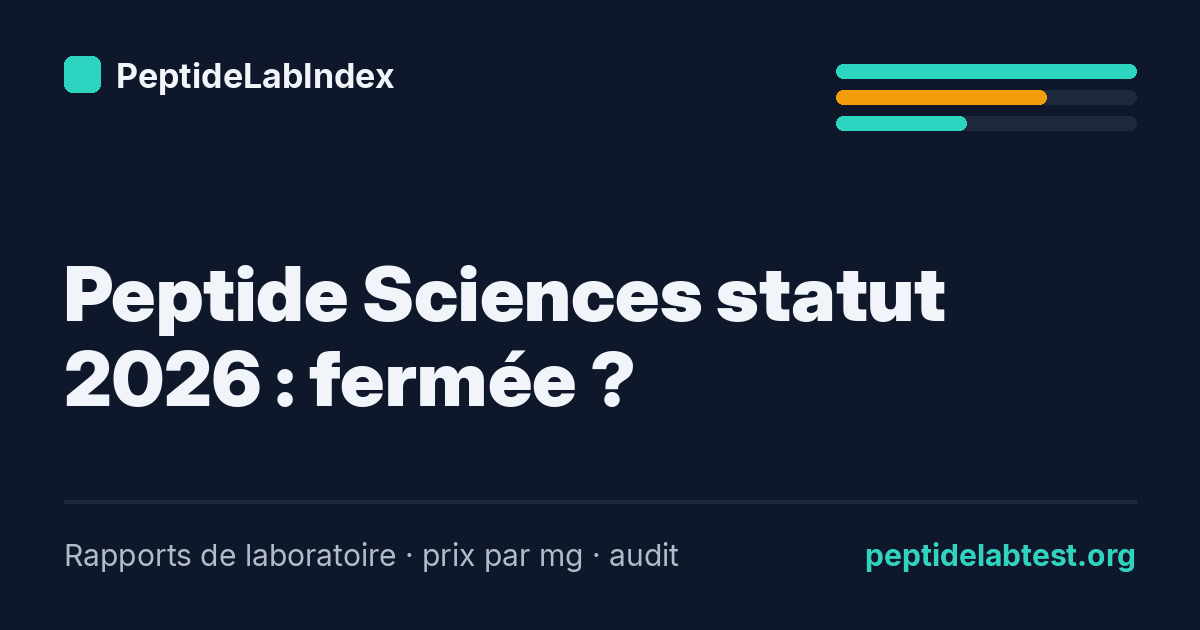 PeptideLabIndex
Peptide Sciences statut
2026 : fermée ?
Rapports de laboratoire · prix par mg · audit
peptidelabtest.org